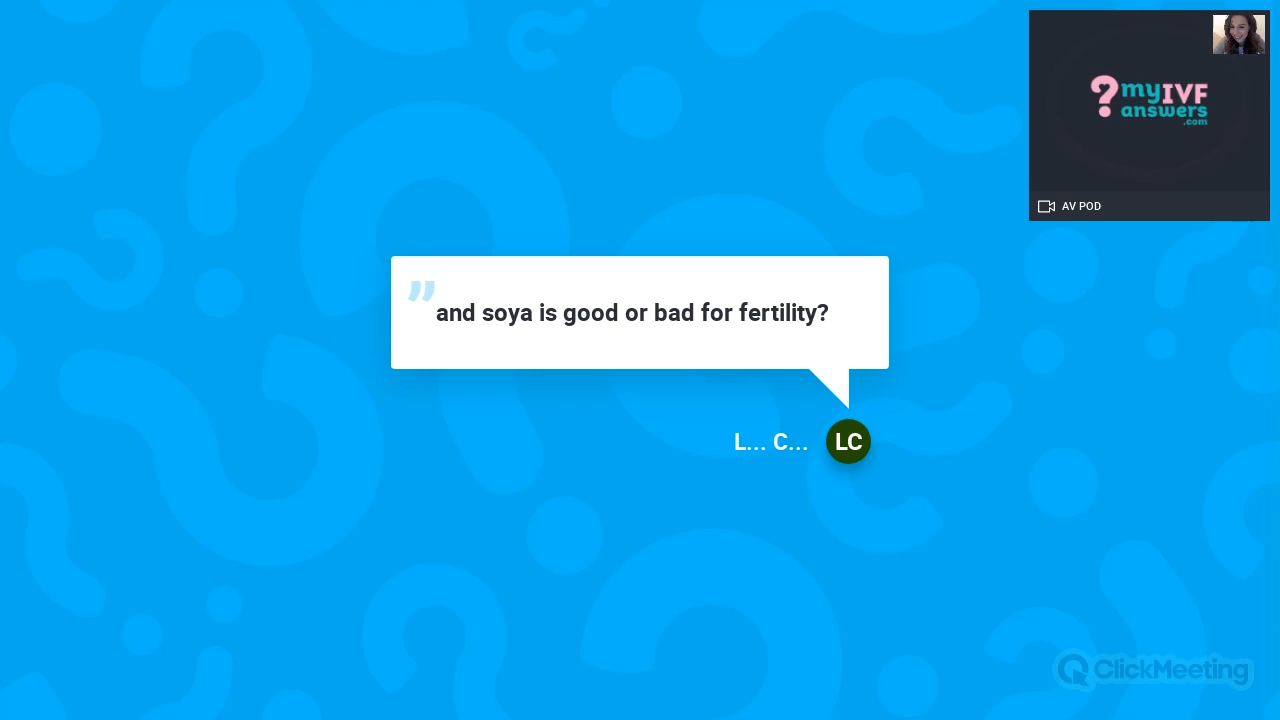 ?myIVF
answers
.com
AV POD
” and soya is good or bad for fertility?
L... C... LC
ClickMeeting